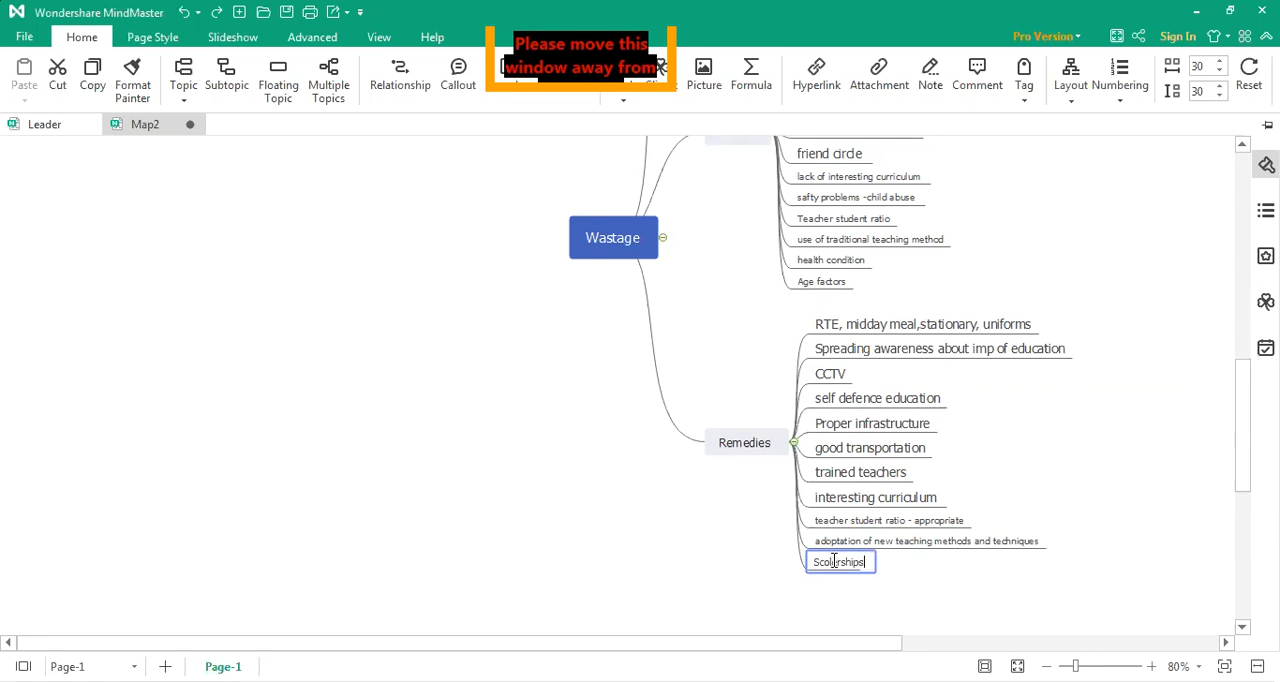 Wondershare MindMaster
File Home Page Style Slideshow Advanced View Help Pro Version Sign In
Please move this
window away from
Paste Cut Copy Format Painter Topic Subtopic Floating Topic Multiple Topics Relationship Callout Picture Formula Hyperlink Attachment Note Comment Tag Layout Numbering 30 30 Reset
Leader Map2
friend circle
lack of interesting curriculum
safty problems -child abuse
Teacher student ratio
use of traditional teaching method
health condition
Age factors
Wastage
RTE, midday meal,stationary, uniforms
Spreading awareness about imp of education
CCTV
self defence education
Proper infrastructure
good transportation
trained teachers
interesting curriculum
teacher student ratio - appropriate
adoptation of new teaching methods and techniques
Remedies
Page-1 Page-1 80%